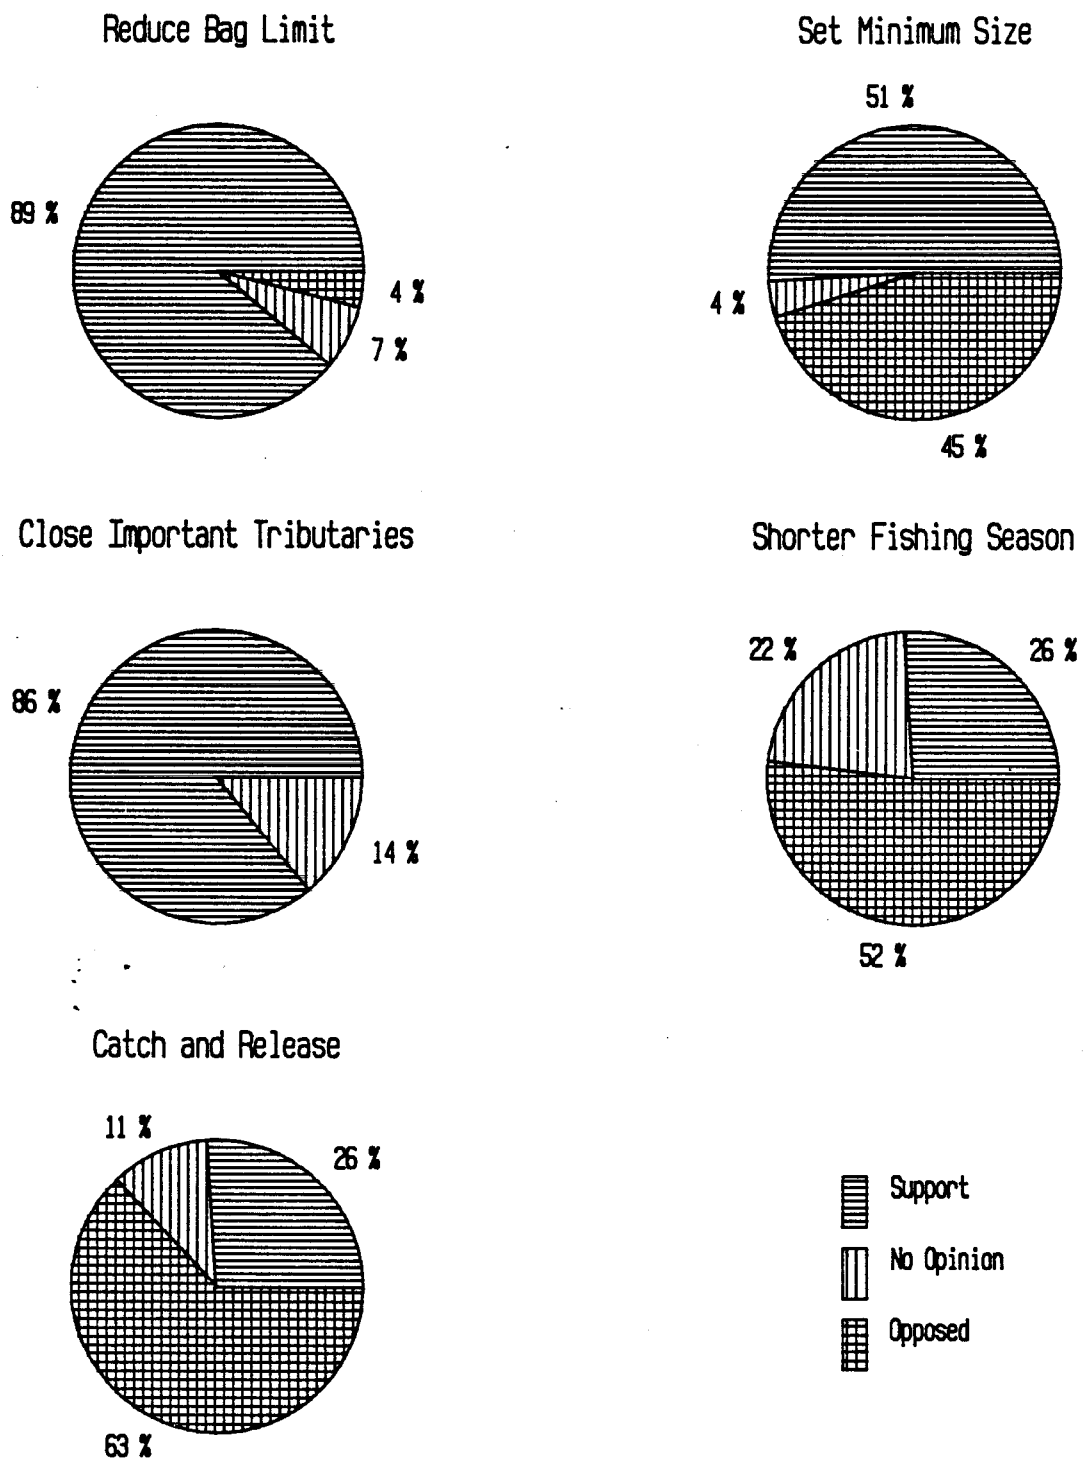 Reduce Bag Limit
89 %
4 %
7 %
Set Minimum Size
51 %
4 %
45 %
Close Important Tributaries
86 %
14 %
Shorter Fishing Season
22 %
26 %
52 %
Catch and Release
11 %
26 %
63 %
Support
No Opinion
Opposed